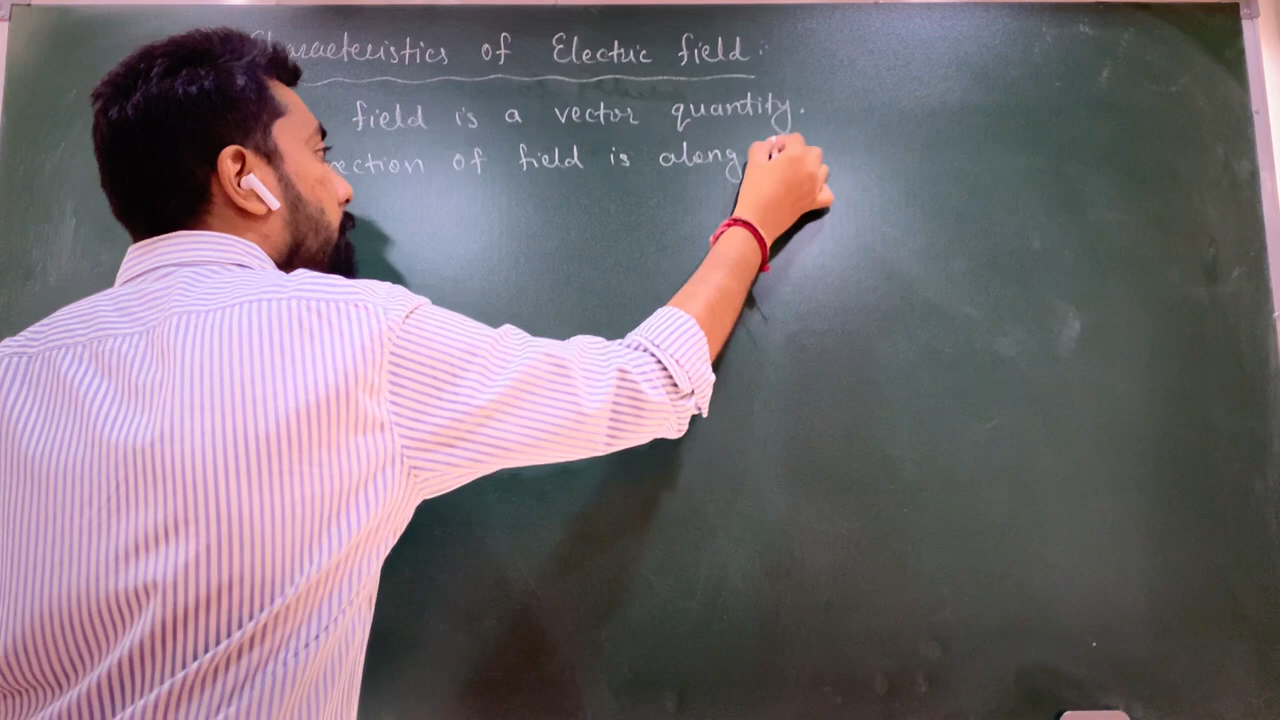 Characteristics of Electric field:
field is a vector quantity.
rection of field is along